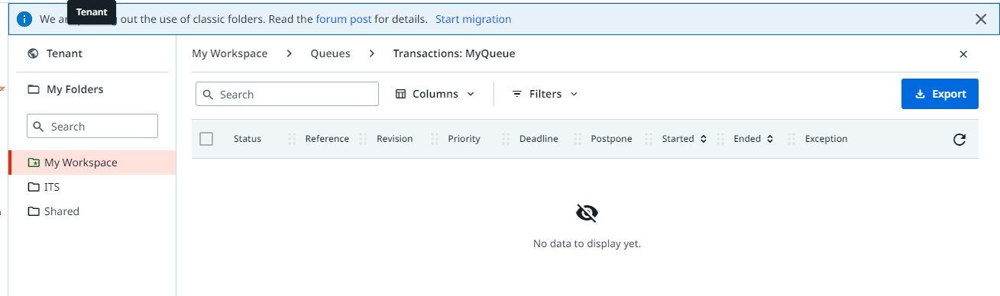 Tenant
We ar out the use of classic folders. Read the forum post for details. Start migration
Tenant
My Folders
Search
My Workspace
ITS
Shared
My Workspace > Queues > Transactions: MyQueue
Search Columns Filters Export
Status Reference Revision Priority Deadline Postpone Started Ended Exception
No data to display yet.